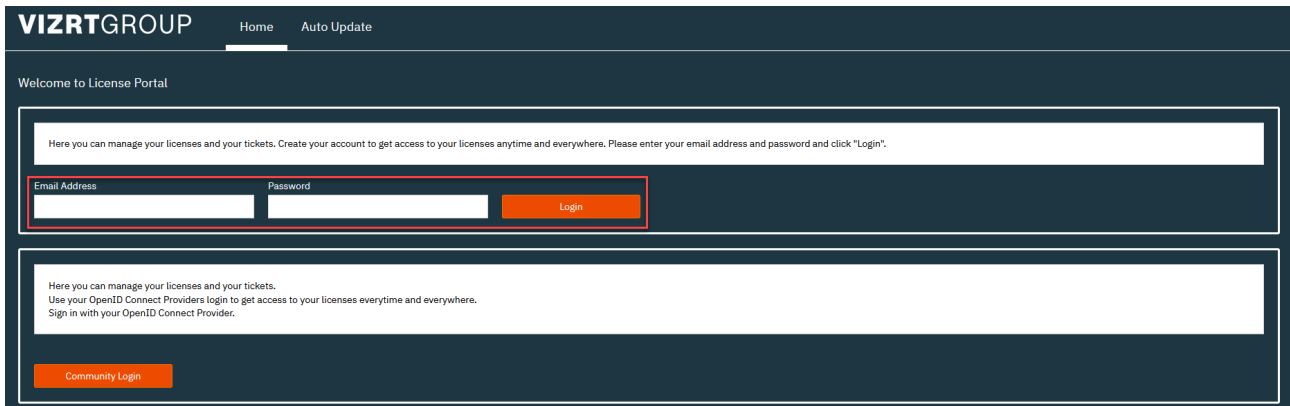 VIZRTGROUP Home Auto Update
Welcome to License Portal
Here you can manage your licenses and your tickets. Create your account to get access to your licenses anytime and everywhere. Please enter your email address and password and click "Login".
Email Address Password
Login
Here you can manage your licenses and your tickets.
Use your OpenID Connect Providers login to get access to your licenses everytime and everywhere.
Sign in with your OpenID Connect Provider.
Community Login